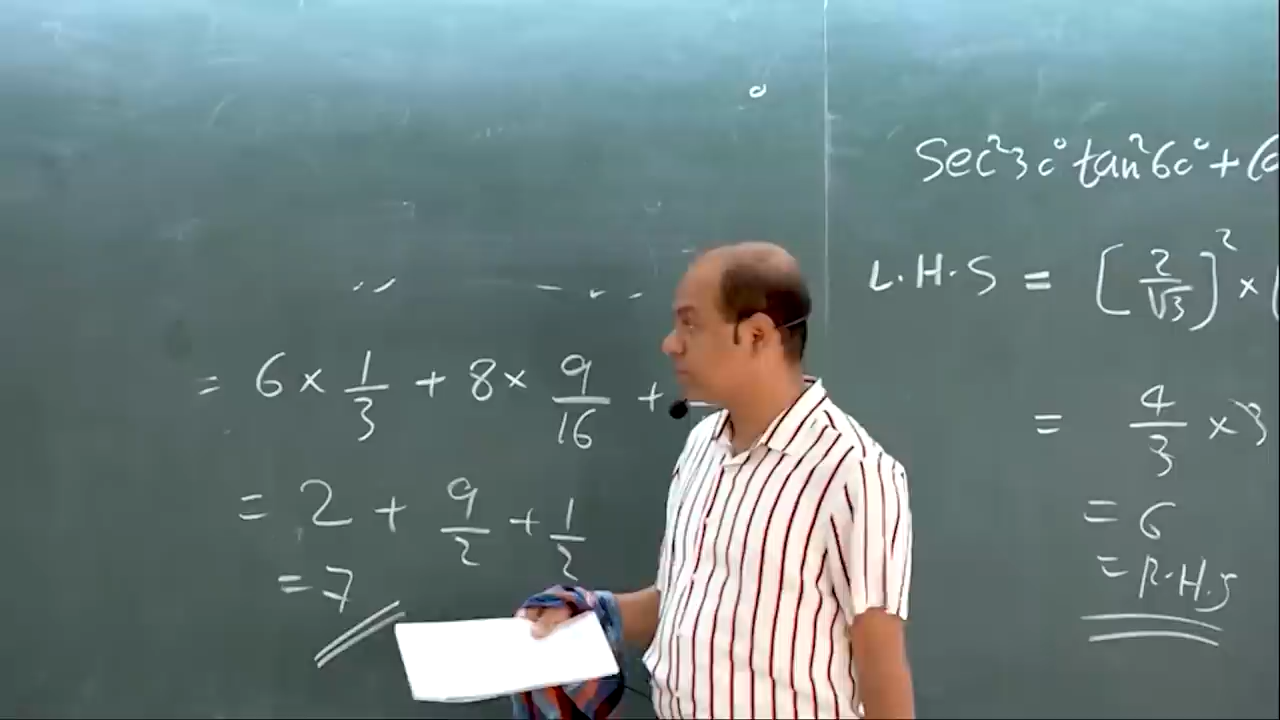 = 6 × 1/3 + 8 × 9/16 +
= 2 + 9/2 + 1/2
= 7
Sec²30° tan²60° +
L.H.S = [2/√3]² ×
= 4/3 × 3
= 6
= R.H.S